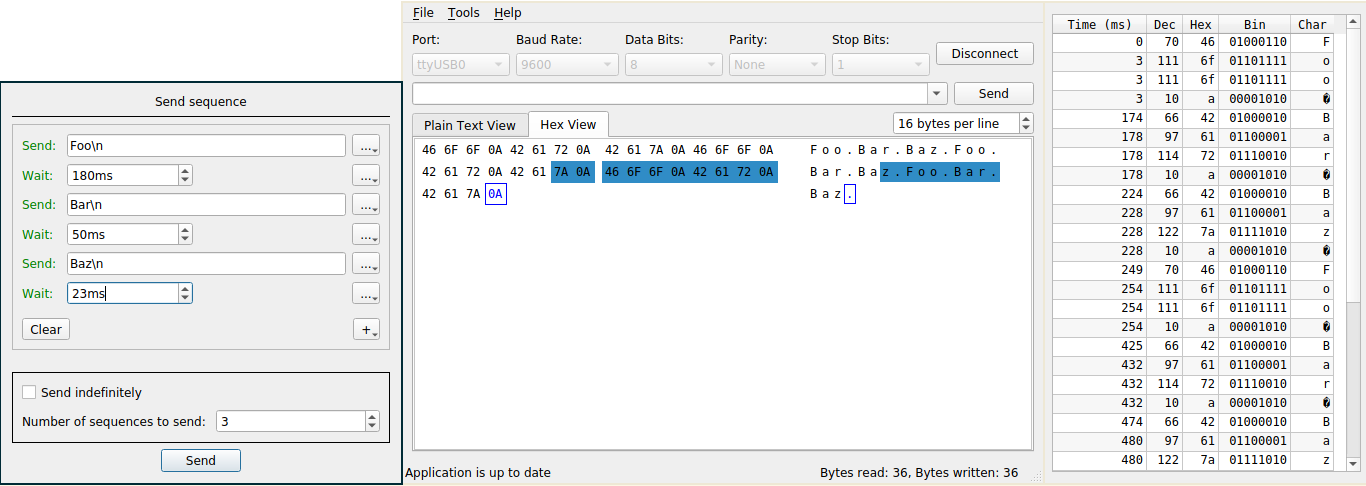 Send sequence
Send: Foo\n ...
Wait: 180ms ...
Send: Bar\n ...
Wait: 50ms ...
Send: Baz\n ...
Wait: 23ms ...
Clear +
Send indefinitely
Number of sequences to send: 3
Send
File Tools Help
Port: Baud Rate: Data Bits: Parity: Stop Bits:
ttyUSB0 9600 8 None 1 Disconnect
Send
Plain Text View Hex View 16 bytes per line
46 6F 6F 0A 42 61 72 0A 42 61 7A 0A 46 6F 6F 0A Foo.Bar.Baz.Foo.
42 61 72 0A 42 61 7A 0A 46 6F 6F 0A 42 61 72 0A Bar.Baz.Foo.Bar.
42 61 7A 0A Baz.
Application is up to date Bytes read: 36, Bytes written: 36
Time (ms) Dec Hex Bin Char
0 70 46 01000110 F
3 111 6f 01101111 o
3 111 6f 01101111 o
3 10 a 00001010 �
174 66 42 01000010 B
178 97 61 01100001 a
178 114 72 01110010 r
178 10 a 00001010 �
224 66 42 01000010 B
228 97 61 01100001 a
228 122 7a 01111010 z
228 10 a 00001010 �
249 70 46 01000110 F
254 111 6f 01101111 o
254 111 6f 01101111 o
254 10 a 00001010 �
425 66 42 01000010 B
432 97 61 01100001 a
432 114 72 01110010 r
432 10 a 00001010 �
474 66 42 01000010 B
480 97 61 01100001 a
480 122 7a 01111010 z